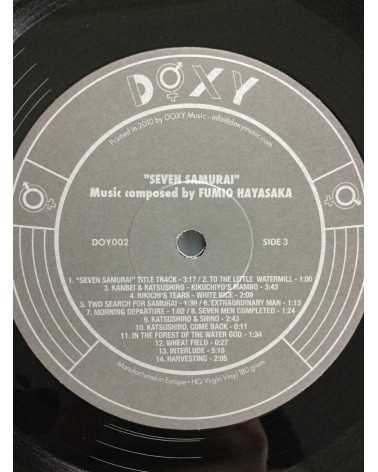 DOXY
Printed in 2010 by DOXY Music - info@doxymusic.com
"SEVEN SAMURAI"
Music composed by FUMIO HAYASAKA
DOY002 SIDE 3
1. "SEVEN SAMURAI" TITLE TRACK - 3:17 / 2. TO THE LITTLE WATERMILL - 1:00
3. KANBEI & KATSUSHIRO - KIKUCHIYO'S MAMBO - 3:43
4. RIKICHI'S TEARS - WHITE RICE - 2:09
5. TWO SEARCH FOR SAMURAI - 1:30 / 6. EXTRAORDINARY MAN - 1:13
7. MORNING DEPARTURE - 1:02 / 8. SEVEN MEN COMPLETED - 1:24
9. KATSUSHIRO & SHINO - 2:43
10. KATSUSHIRO, COME BACK - 0:11
11. IN THE FOREST OF THE WATER GOD - 1:34
12. WHEAT FIELD - 0:27
13. INTERLUDE - 5:18
14. HARVESTING - 2:05
Manufactured in Europe - HQ Virgin Vinyl 180 gram